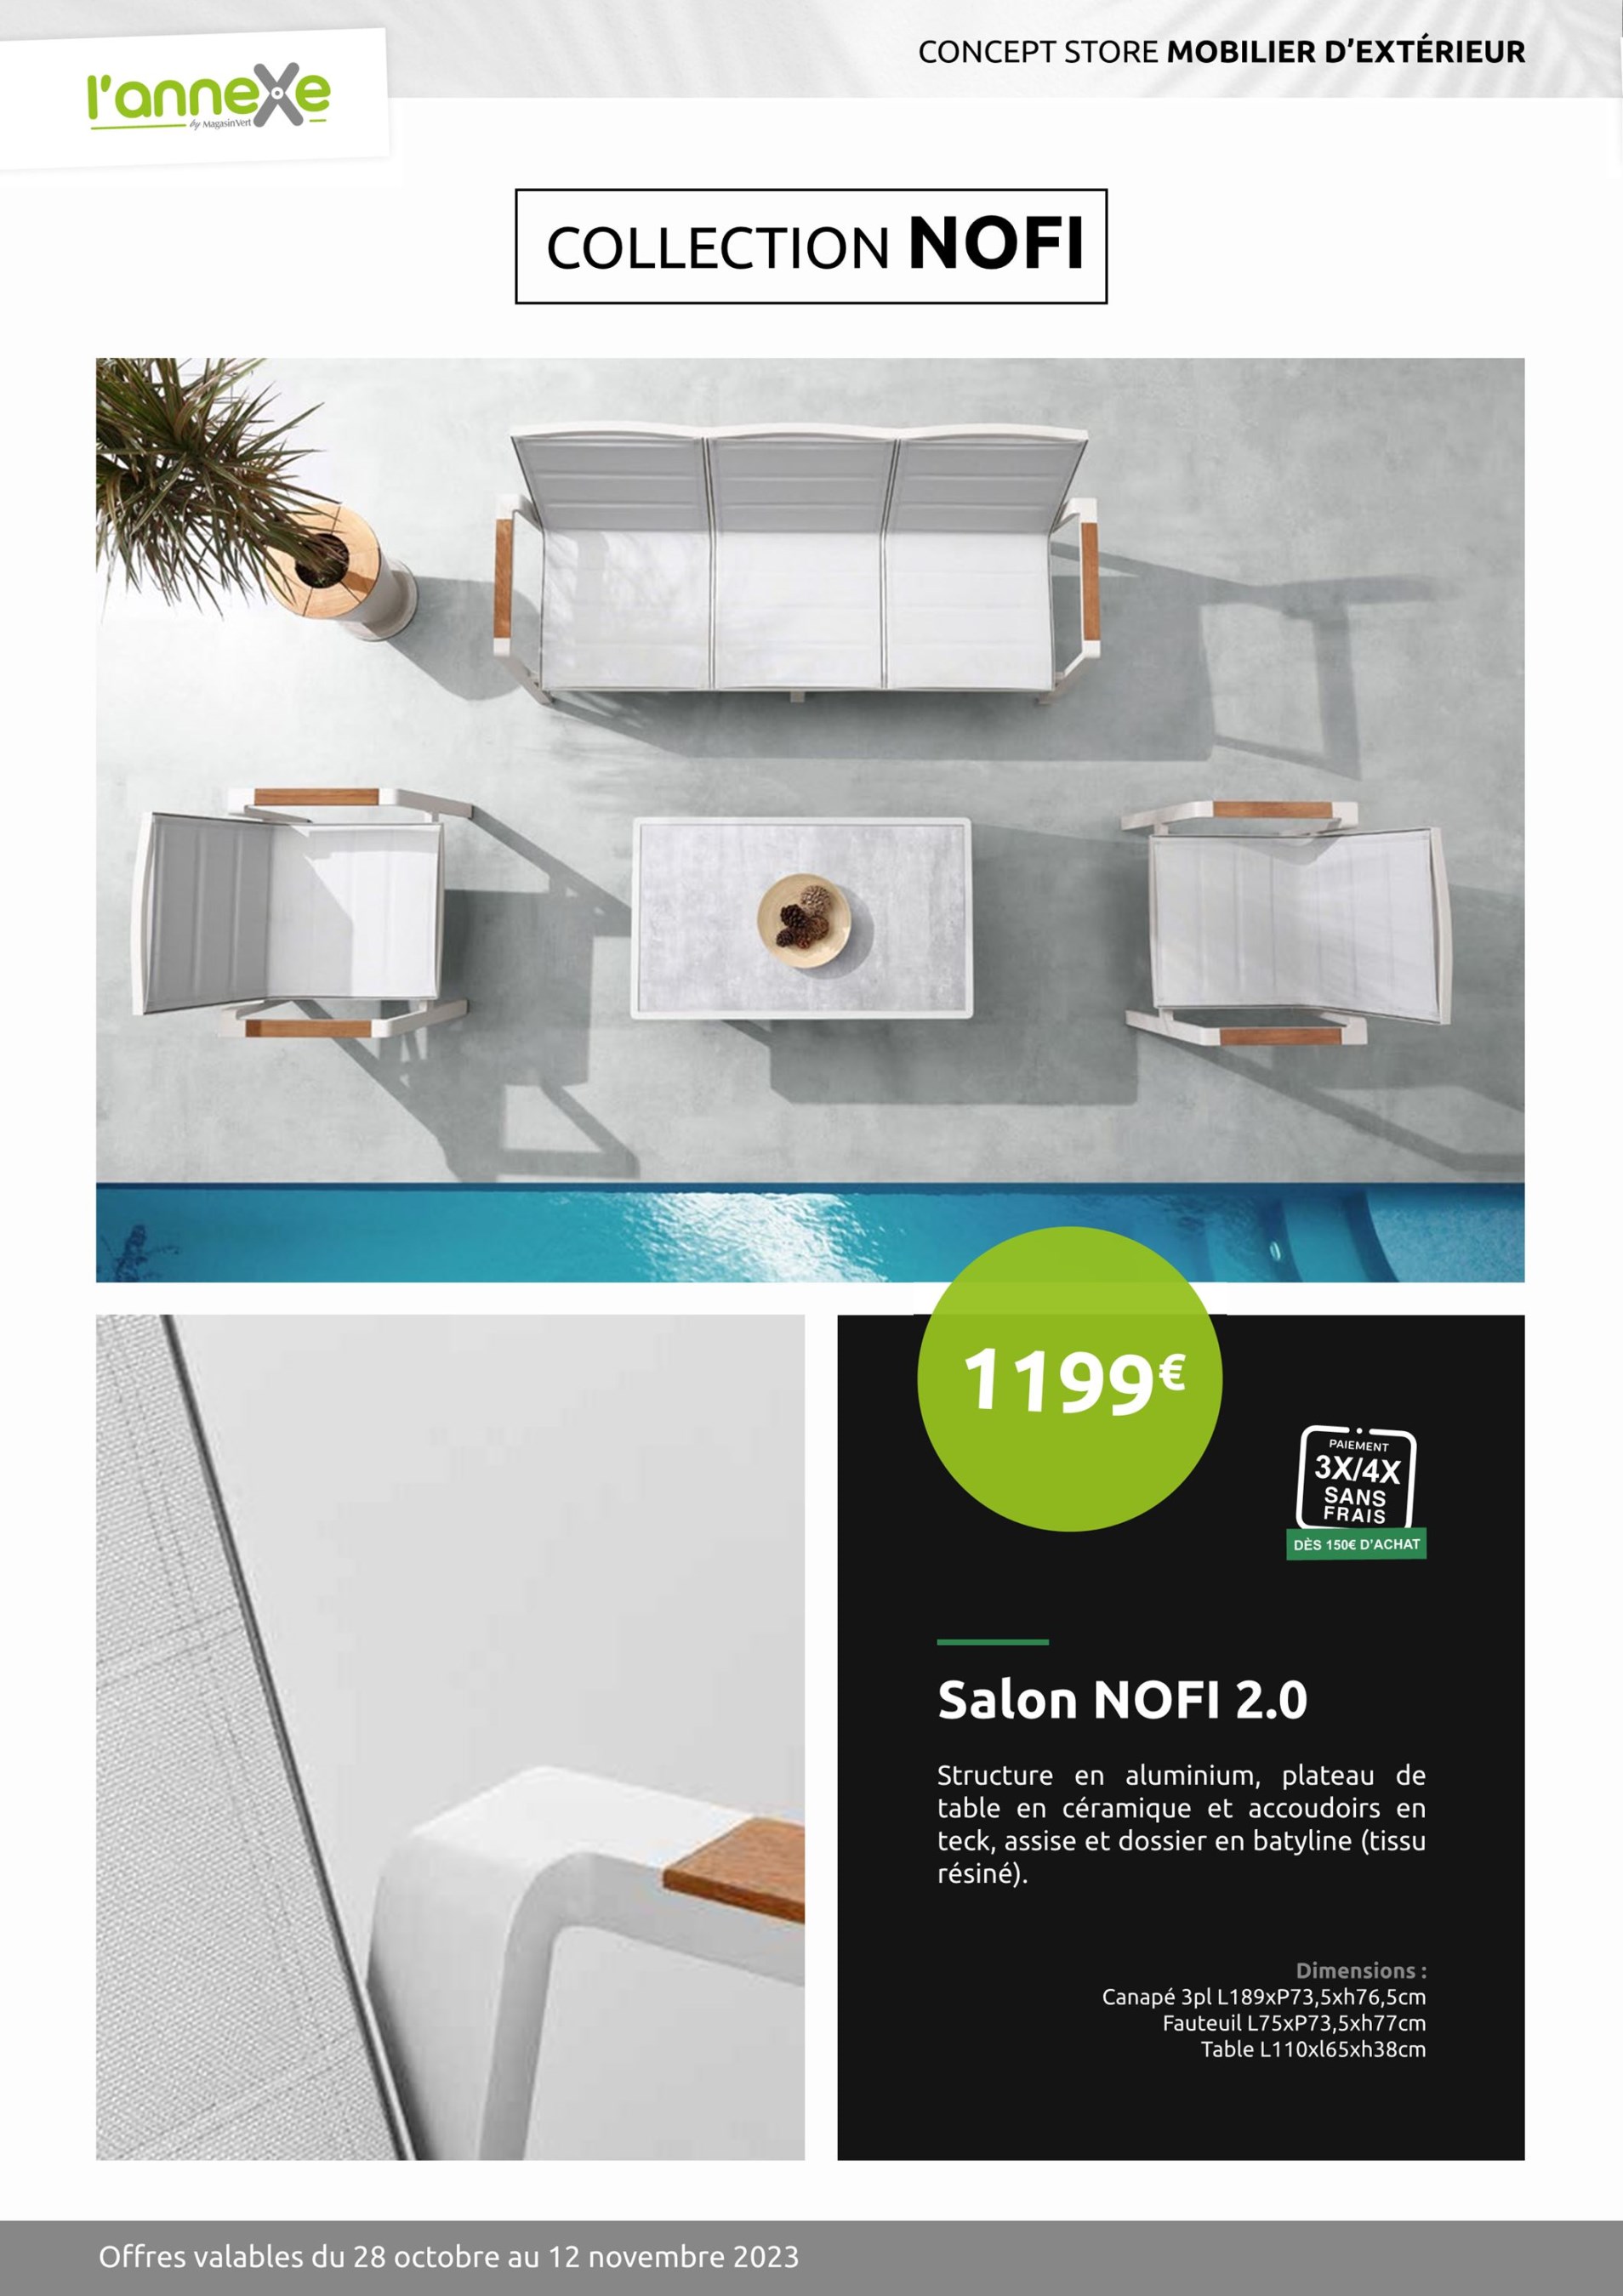 l'annexe
by MagasinVert
CONCEPT STORE MOBILIER D'EXTÉRIEUR
COLLECTION NOFI
1199€
PAIEMENT
3X/4X
SANS
FRAIS
DÈS 150€ D'ACHAT
Salon NOFI 2.0
Structure en aluminium, plateau de
table en céramique et accoudoirs en
teck, assise et dossier en batyline (tissu
résiné).
Dimensions :
Canapé 3pl L189xP73,5xh76,5cm
Fauteuil L75xP73,5xh77cm
Table L110xl65xh38cm
Offres valables du 28 octobre au 12 novembre 2023